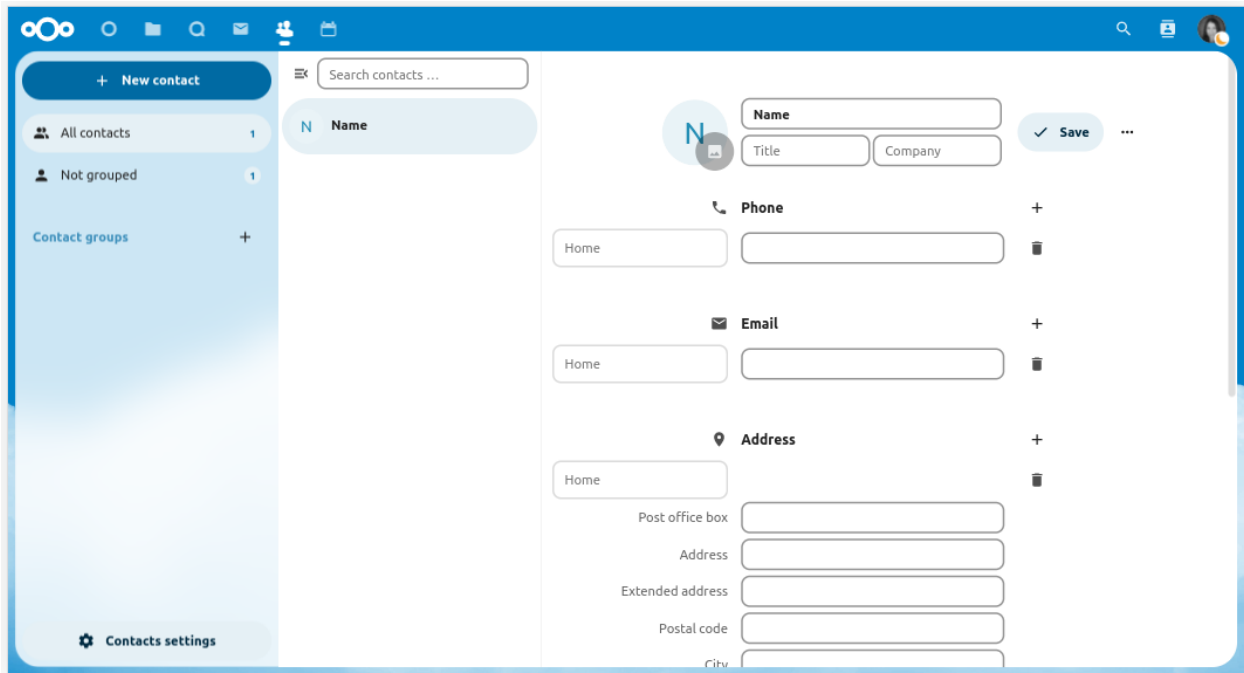 New contact
All contacts 1
Not grouped 1
Contact groups
Contacts settings
Search contacts ...
N Name
N
Name
Title Company
Save
Phone
Home
Email
Home
Address
Home
Post office box
Address
Extended address
Postal code
City